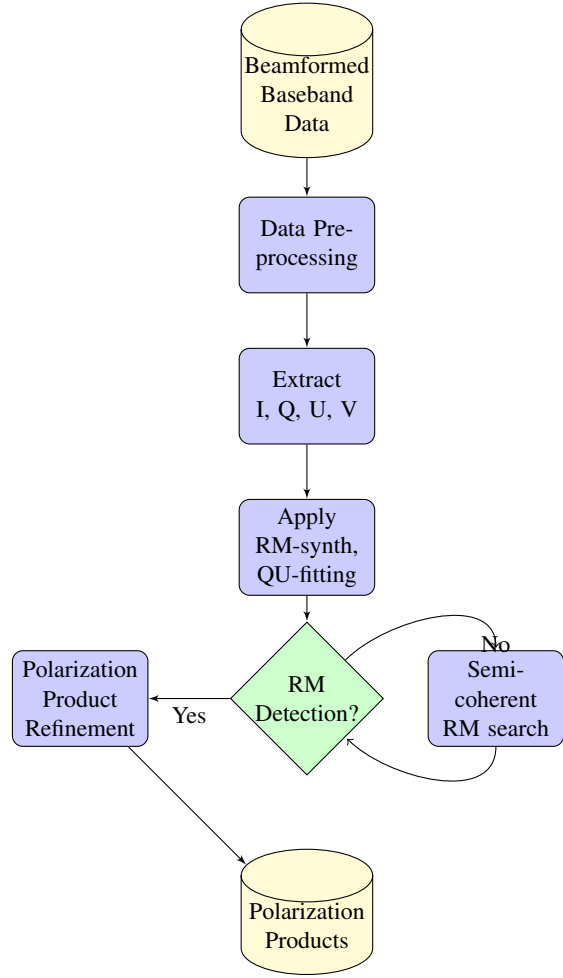 Beamformed
Baseband
Data
Data Pre-
processing
Extract
I, Q, U, V
Apply
RM-synth,
QU-fitting
RM
Detection?
Yes
Polarization
Product
Refinement
No
Semi-
coherent
RM search
Polarization
Products